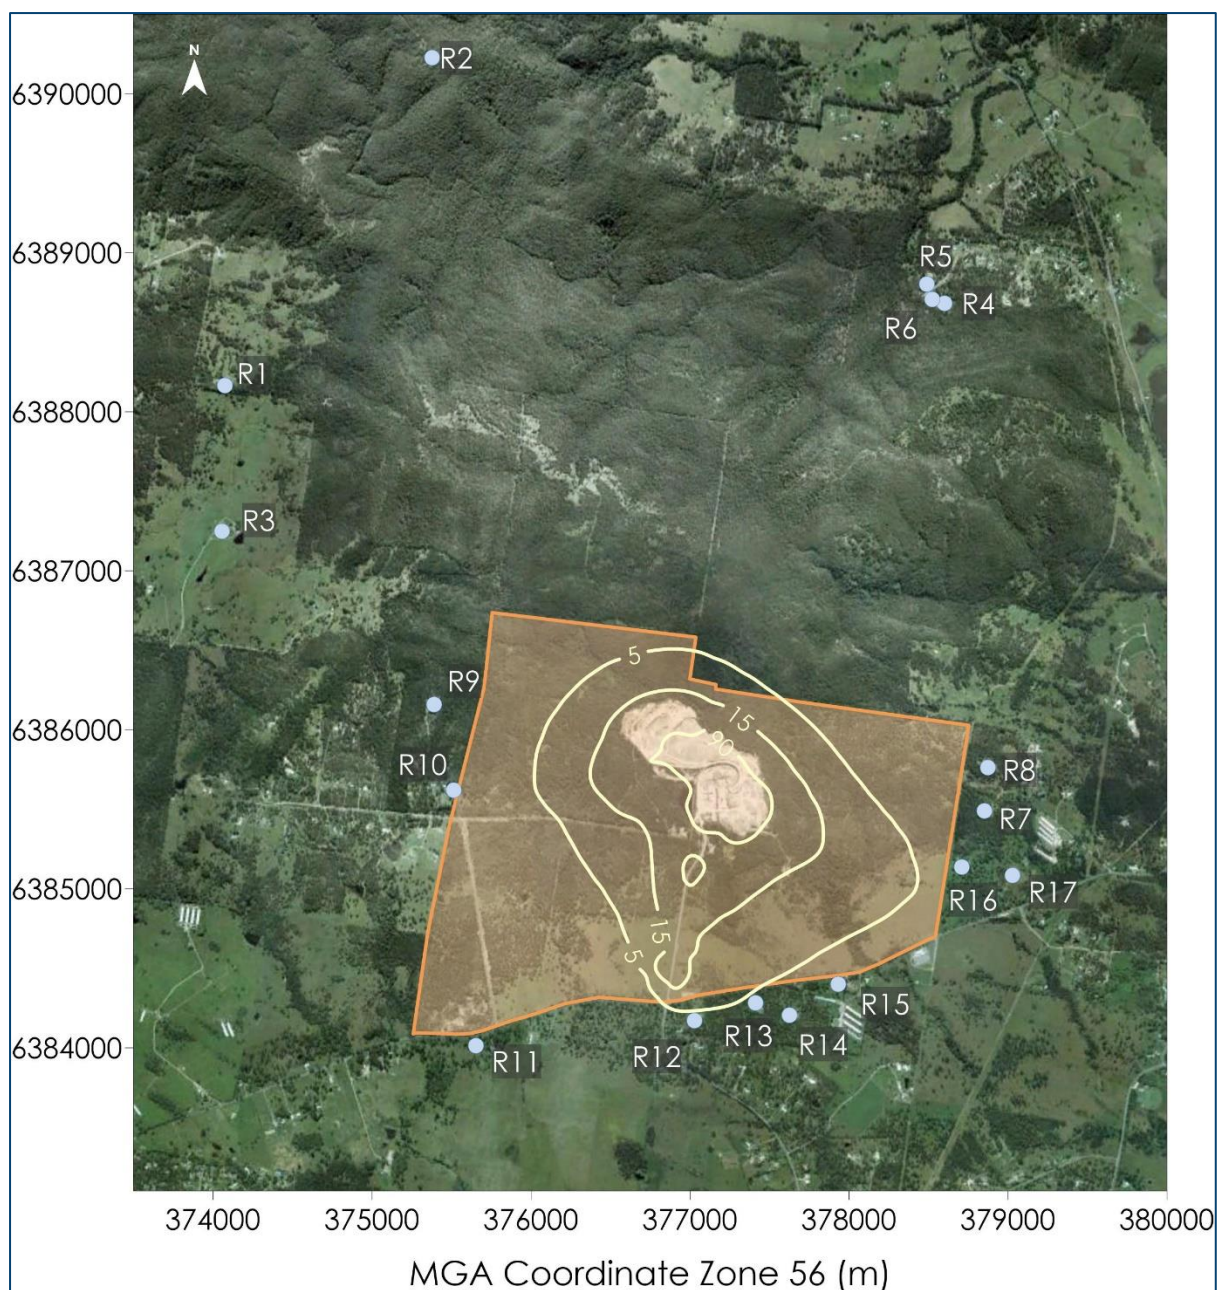 N
R2
6390000
6389000
R5
R4
R6
R1
6388000
R3
6387000
5
R9
15
90
6386000
R10
R8
R7
6385000
R16
R17
15
5
R15
R13
R14
R12
6384000
R11
374000 375000 376000 377000 378000 379000 380000
MGA Coordinate Zone 56 (m)